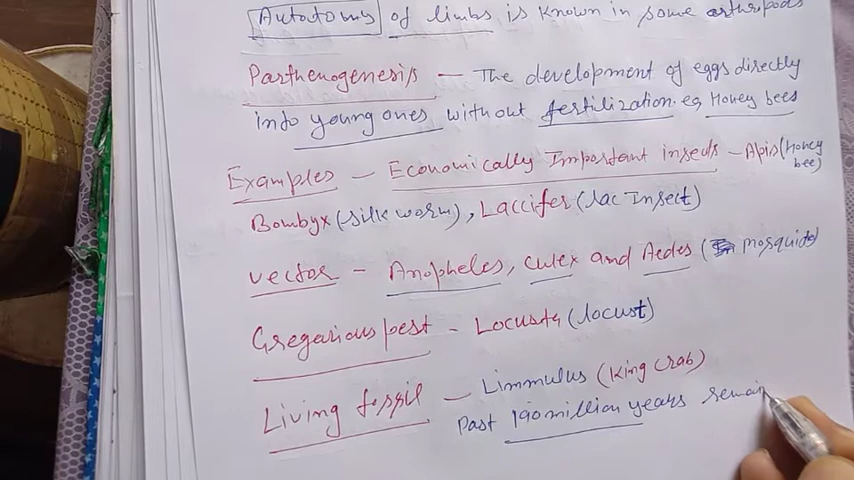 Autotomy of limbs is known in some arthropods
Parthenogenesis — The development of eggs directly
into young ones without fertilization. eg Honey bees
Examples — Economically Important insects - Apis (Honey bee)
Bombyx (silk worm), Laccifer (lac Insect)
vector - Anopheles, Culex and Aedes ( mosquito)
Gregarious pest - Locusta (locust)
Living fossil — Limmulus (King Crab)
Past 190 million years remain